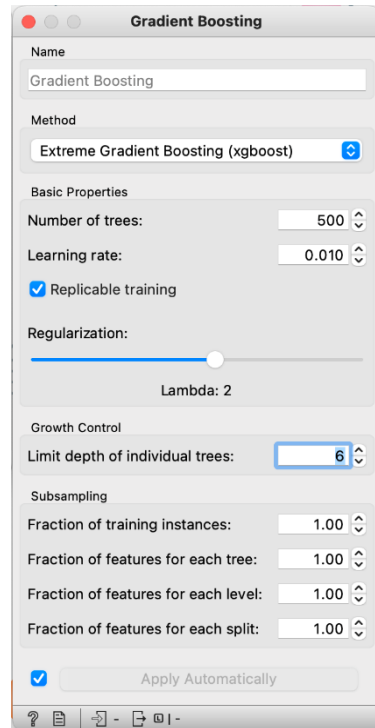 Gradient Boosting
Name
Gradient Boosting
Method
Extreme Gradient Boosting (xgboost)
Basic Properties
Number of trees: 500
Learning rate: 0.010
Replicable training
Regularization:
Lambda: 2
Growth Control
Limit depth of individual trees: 6
Subsampling
Fraction of training instances: 1.00
Fraction of features for each tree: 1.00
Fraction of features for each level: 1.00
Fraction of features for each split: 1.00
Apply Automatically
? - | -